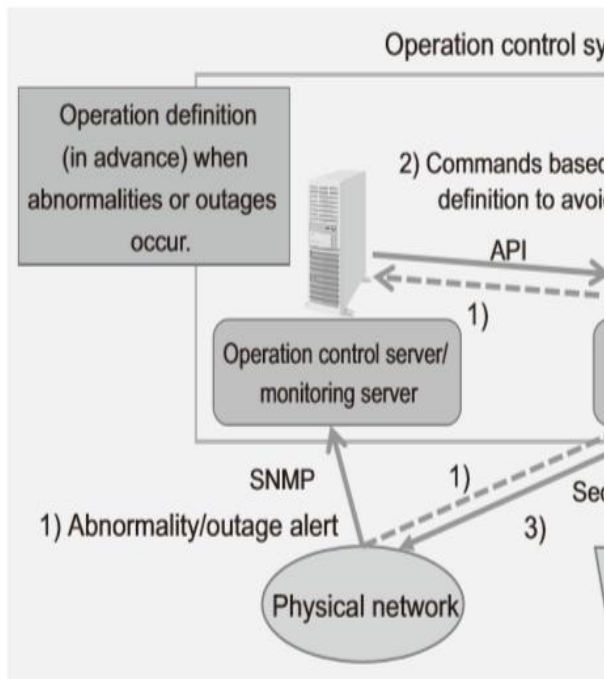 Operation control sy
Operation definition
(in advance) when
abnormalities or outages
occur.
2) Commands based
definition to avoi
API
1)
Operation control server/
monitoring server
SNMP
1)
Sec
1) Abnormality/outage alert
3)
Physical network